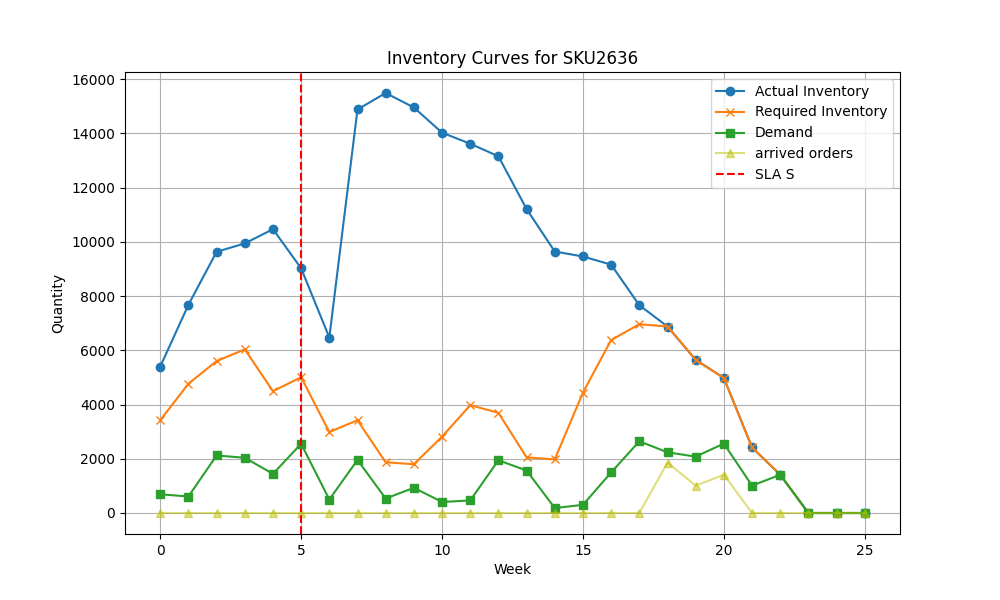 Inventory Curves for SKU2636
16000
14000
12000
10000
8000
6000
4000
2000
0
Quantity
Actual Inventory
Required Inventory
Demand
arrived orders
SLA S
0 5 10 15 20 25
Week